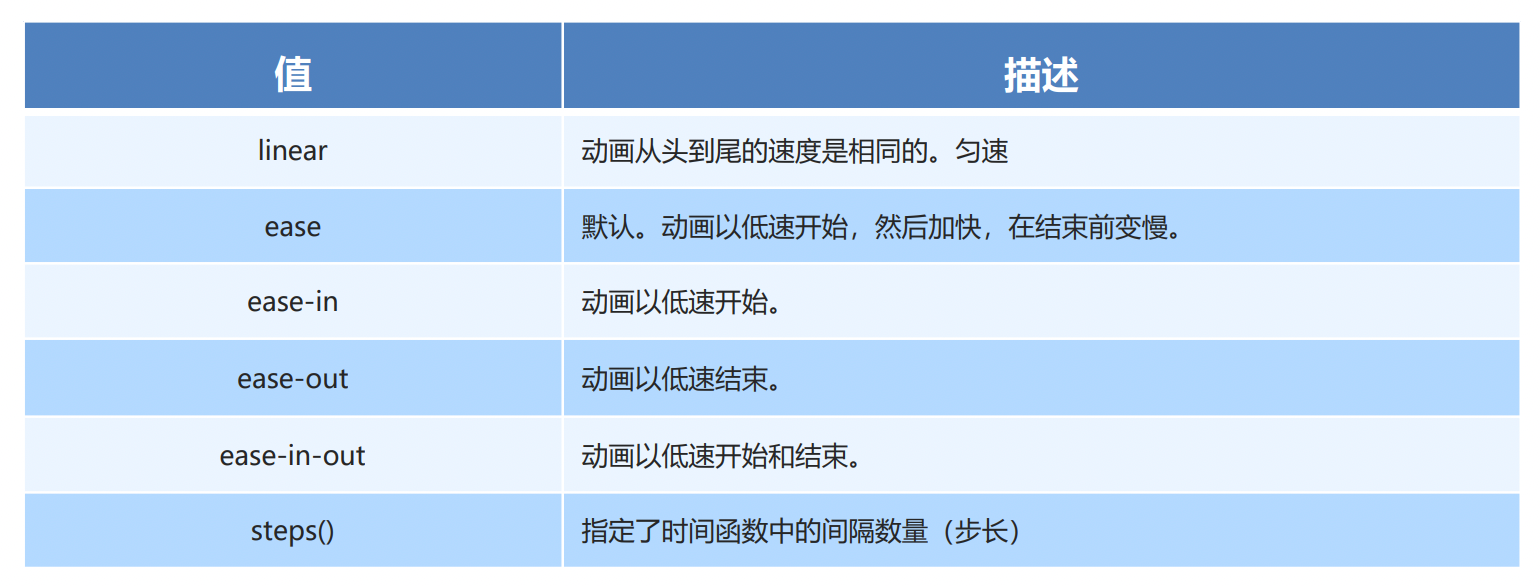 值 描述
linear 动画从头到尾的速度是相同的。匀速
ease 默认。动画以低速开始，然后加快，在结束前变慢。
ease-in 动画以低速开始。
ease-out 动画以低速结束。
ease-in-out 动画以低速开始和结束。
steps() 指定了时间函数中的间隔数量（步长）